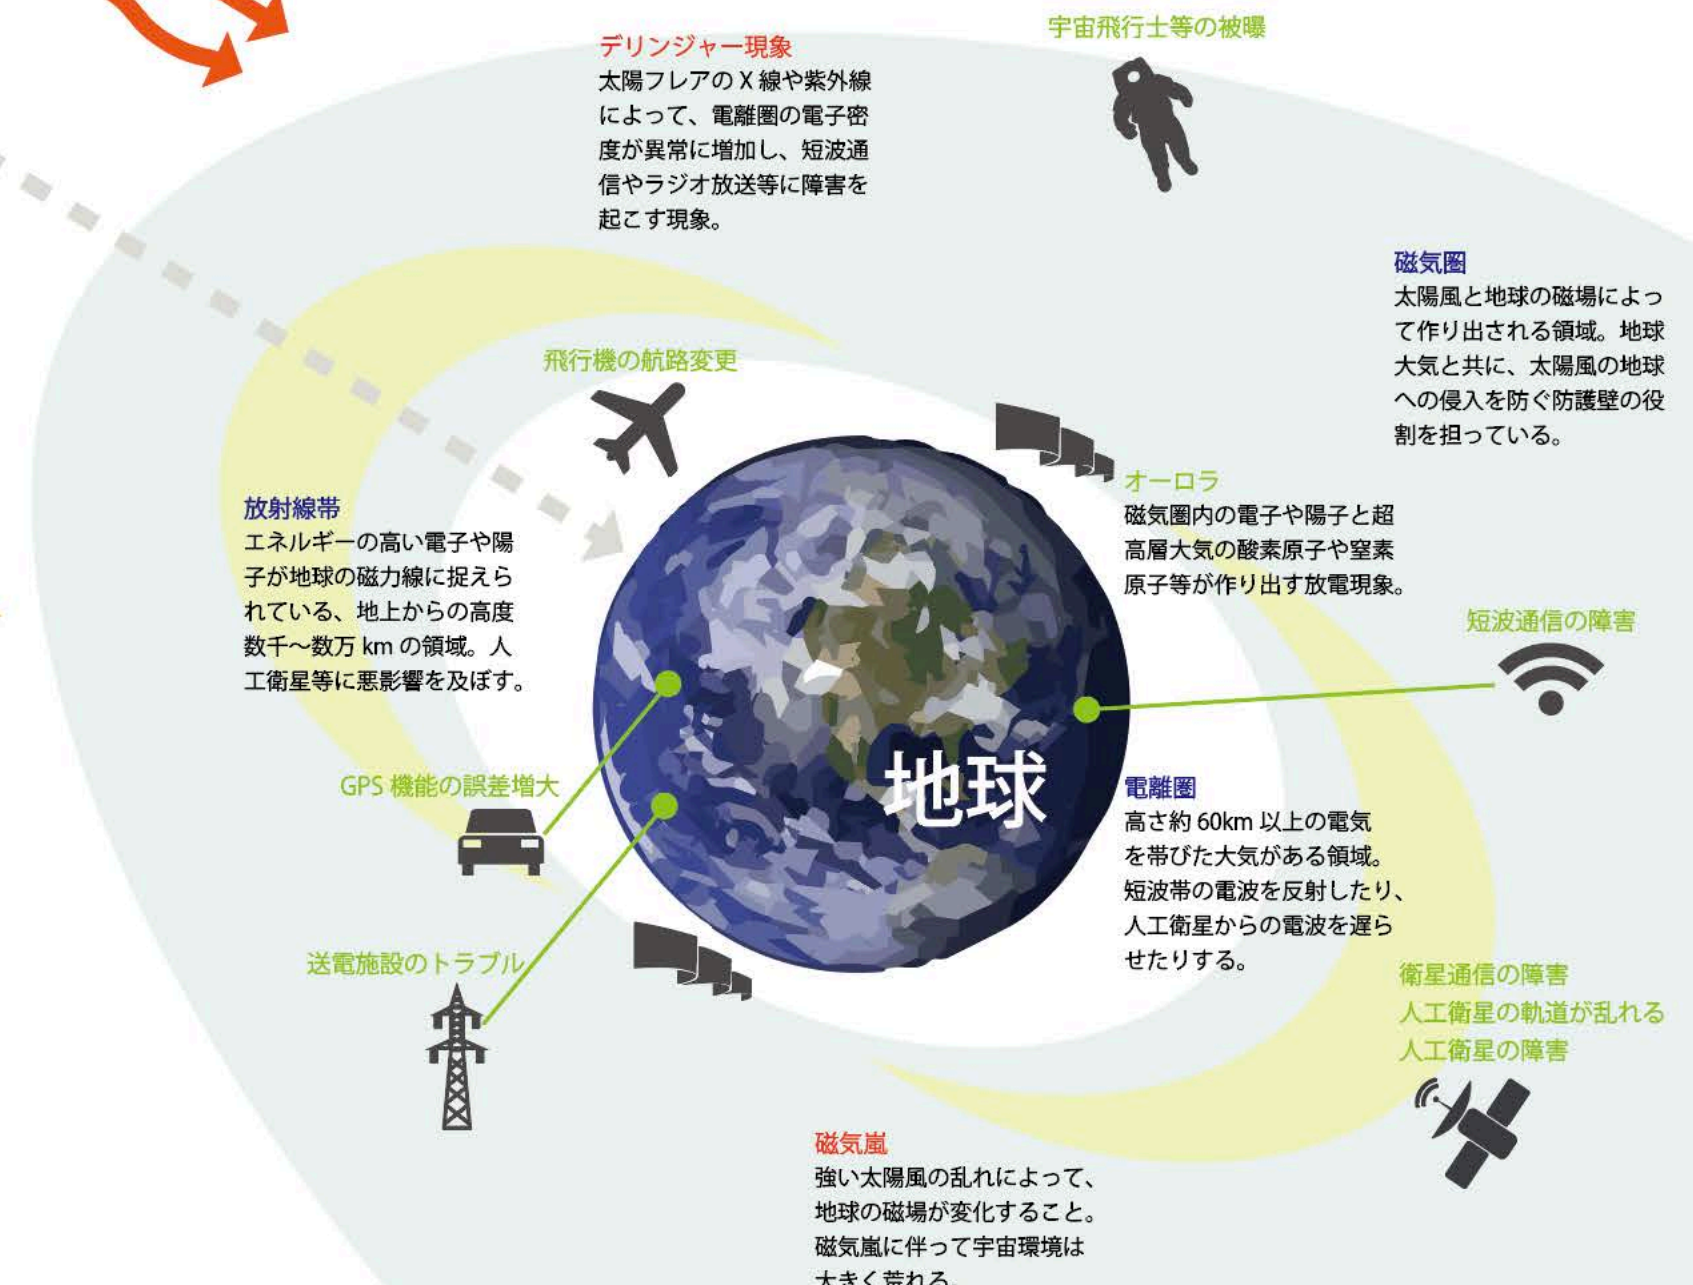 宇宙飛行士等の被曝
デリンジャー現象
太陽フレアの X 線や紫外線
によって、電離圏の電子密
度が異常に増加し、短波通
信やラジオ放送等に障害を
起こす現象。
磁気圏
太陽風と地球の磁場によっ
て作り出される領域。地球
大気と共に、太陽風の地球
への侵入を防ぐ防護壁の役
割を担っている。
飛行機の航路変更
オーロラ
磁気圏内の電子や陽子と超
高層大気の酸素原子や窒素
原子等が作り出す放電現象。
放射線帯
エネルギーの高い電子や陽
子が地球の磁力線に捉えら
れている、地上からの高度
数千～数万 km の領域。人
工衛星等に悪影響を及ぼす。
短波通信の障害
GPS 機能の誤差増大
地球
電離圏
高さ約 60km 以上の電気
を帯びた大気がある領域。
短波帯の電波を反射したり、
人工衛星からの電波を遅ら
せたりする。
送電施設のトラブル
衛星通信の障害
人工衛星の軌道が乱れる
人工衛星の障害
磁気嵐
強い太陽風の乱れによって、
地球の磁場が変化すること。
磁気嵐に伴って宇宙環境は
大きく荒れる。